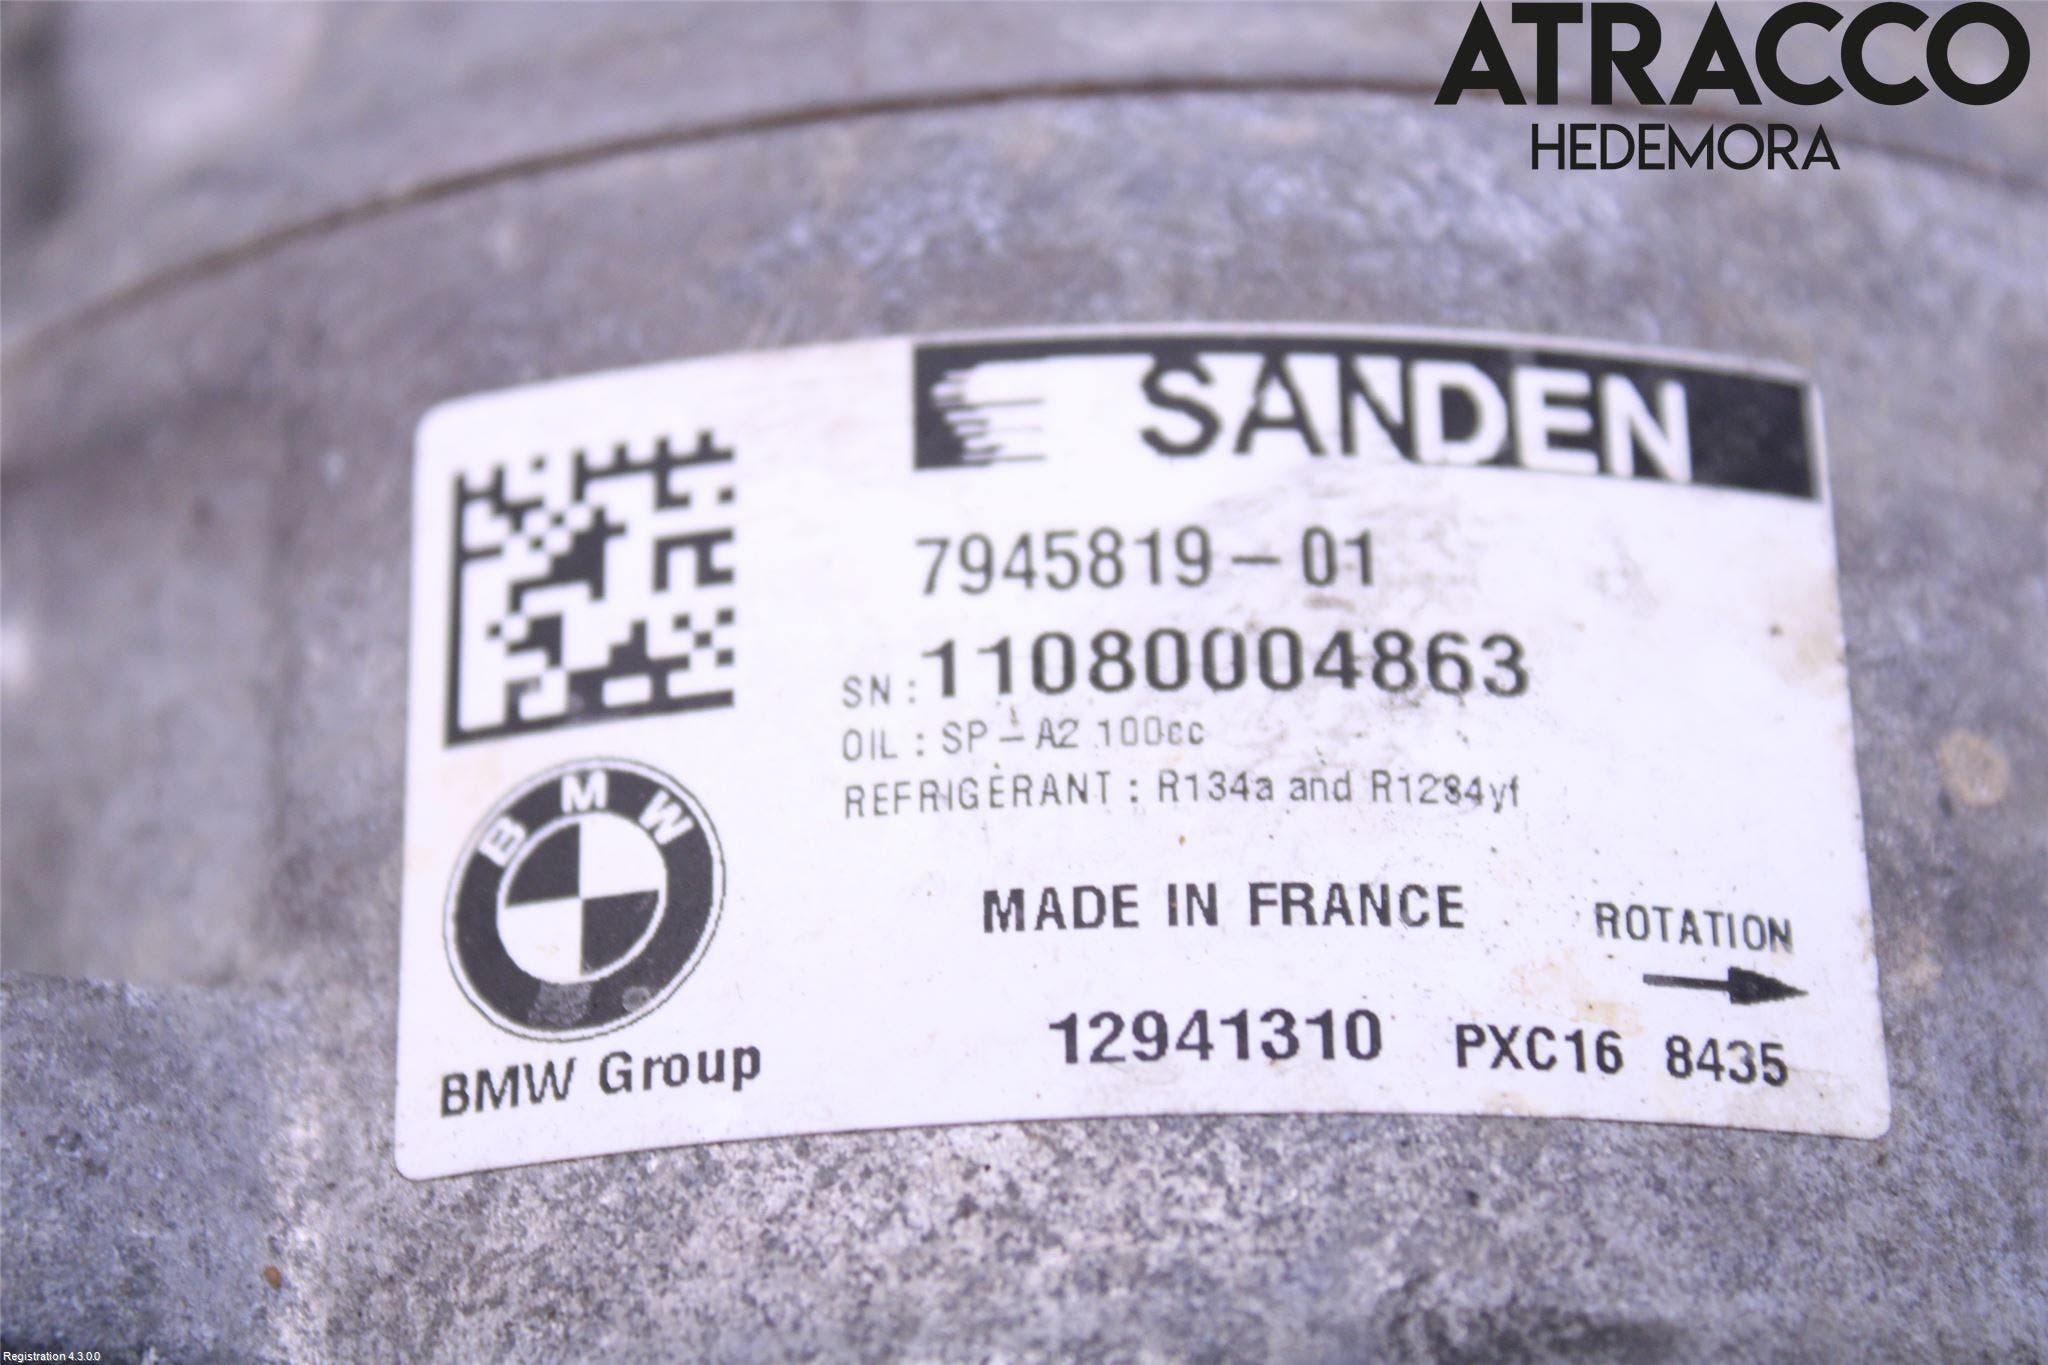 ATRACCO
HEDEMORA
SANDEN
7945819-01
SN: 11080004863
OIL: SP-A2 100cc
REFRIGERANT: R134a and R1234yf
MADE IN FRANCE
ROTATION
12941310 PXC16 8435
BMW
BMW Group
Registration 4.3.0.0